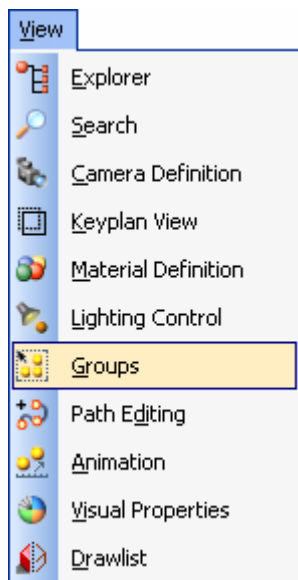 View
Explorer
Search
Camera Definition
Keyplan View
Material Definition
Lighting Control
Groups
Path Editing
Animation
Visual Properties
Drawlist